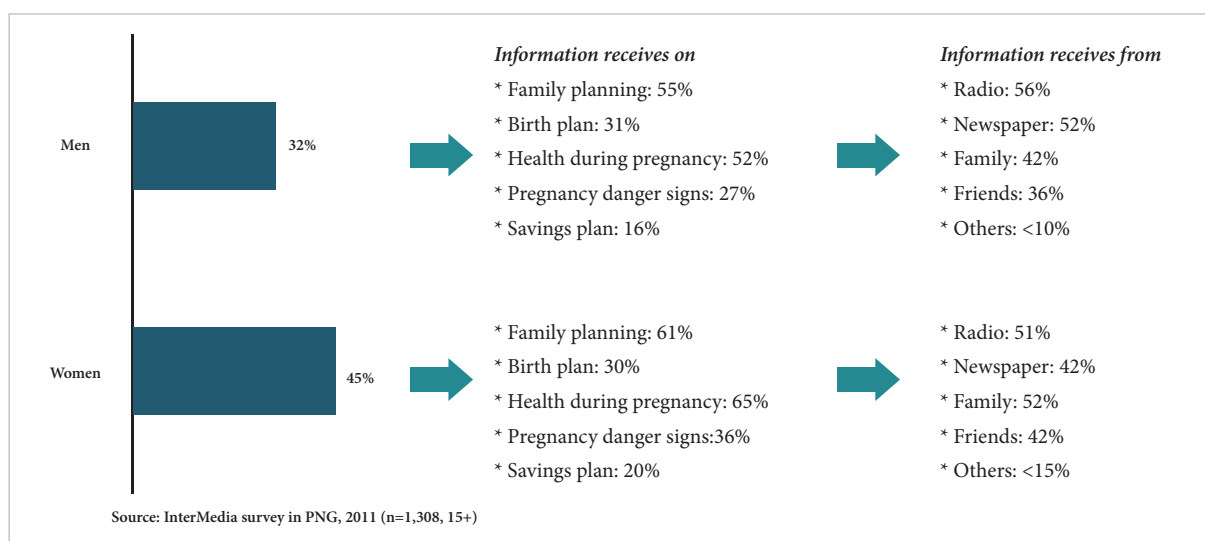 Information receives on
Information receives from
Men
32%
* Family planning: 55%
* Birth plan: 31%
* Health during pregnancy: 52%
* Pregnancy danger signs: 27%
* Savings plan: 16%
* Radio: 56%
* Newspaper: 52%
* Family: 42%
* Friends: 36%
* Others: <10%
Women
45%
* Family planning: 61%
* Birth plan: 30%
* Health during pregnancy: 65%
* Pregnancy danger signs:36%
* Savings plan: 20%
* Radio: 51%
* Newspaper: 42%
* Family: 52%
* Friends: 42%
* Others: <15%
Source: InterMedia survey in PNG, 2011 (n=1,308, 15+)